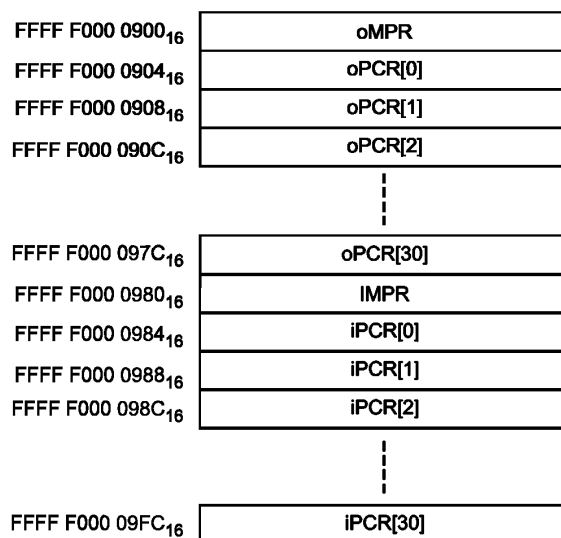 FFFF F000 0900₁₆ oMPR
FFFF F000 0904₁₆ oPCR[0]
FFFF F000 0908₁₆ oPCR[1]
FFFF F000 090C₁₆ oPCR[2]
FFFF F000 097C₁₆ oPCR[30]
FFFF F000 0980₁₆ IMPR
FFFF F000 0984₁₆ iPCR[0]
FFFF F000 0988₁₆ iPCR[1]
FFFF F000 098C₁₆ iPCR[2]
FFFF F000 09FC₁₆ iPCR[30]